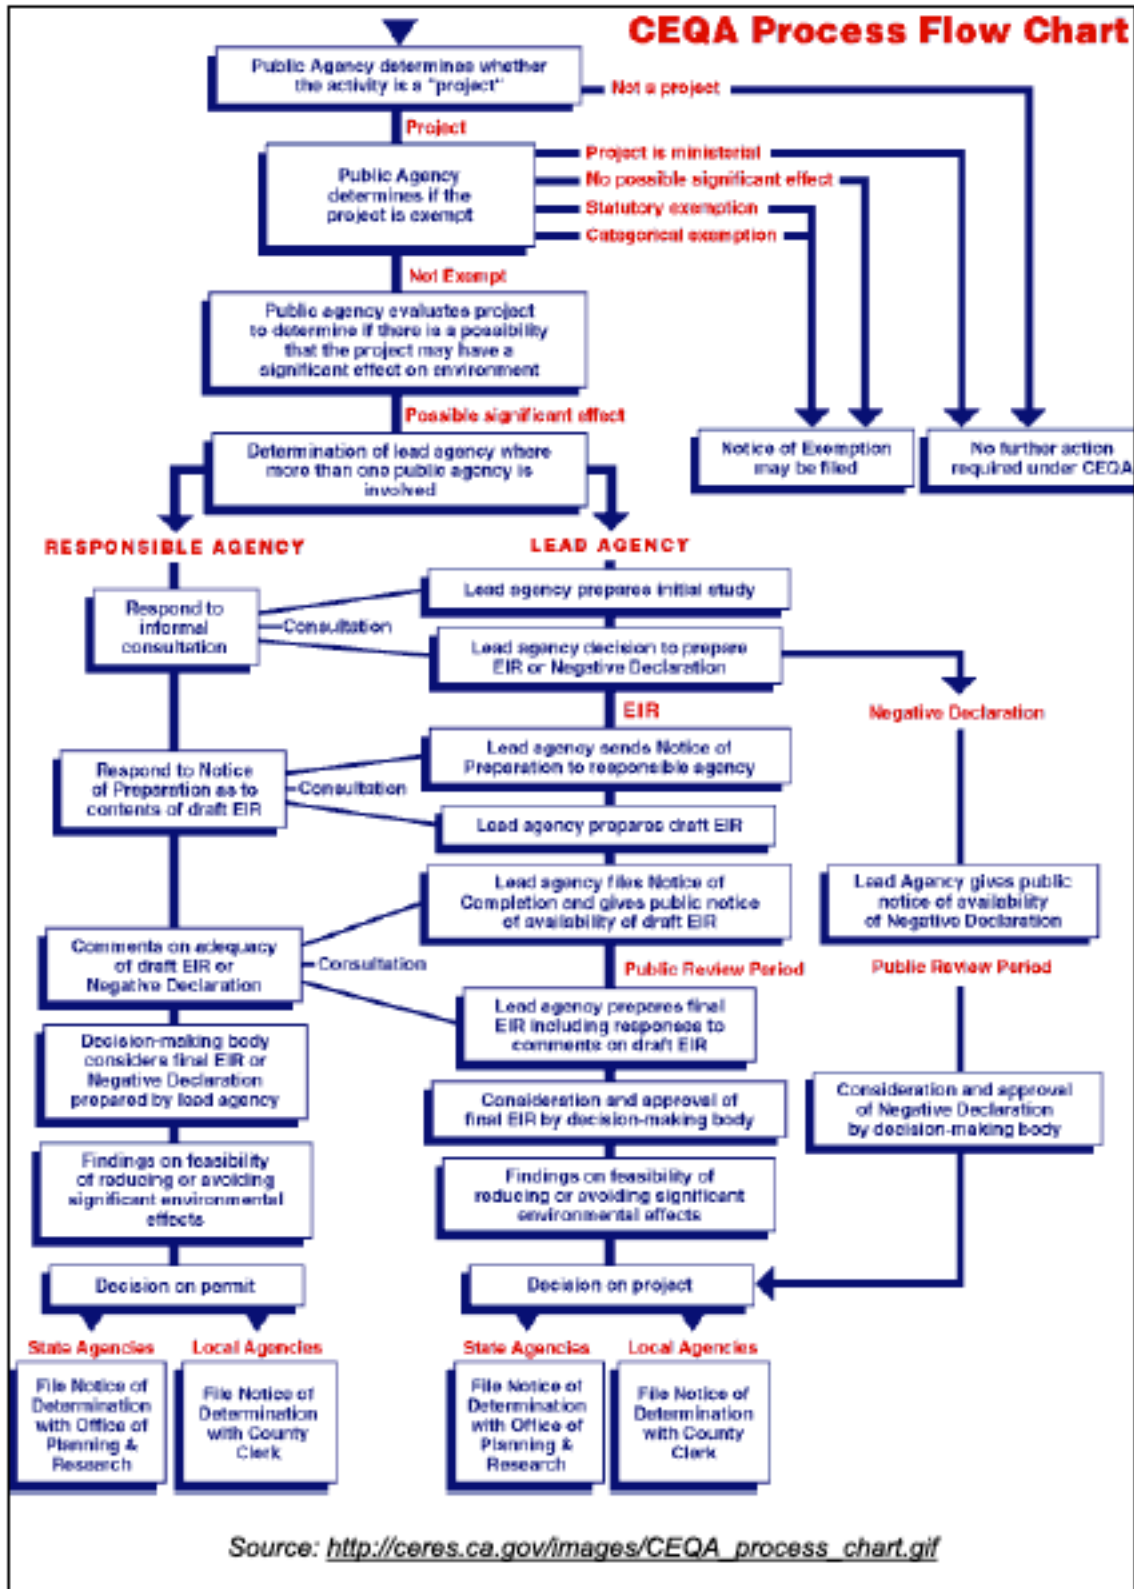 CEQA Process Flow Chart
Public Agency determines whether
the activity is a "project"
Not a project
Project
Public Agency
determines if the
project is exempt
Project is ministerial
No possible significant effect
Statutory exemption
Categorical exemption
Not Exempt
Public agency evaluates project
to determine if there is a possibility
that the project may have a
significant effect on environment
Possible significant effect
Notice of Exemption
may be filed
No further action
required under CEQA
Determination of lead agency where
more than one public agency is
involved
RESPONSIBLE AGENCY
LEAD AGENCY
Respond to
informal
consultation
Consultation
Lead agency prepares initial study
Lead agency decision to prepare
EIR or Negative Declaration
EIR
Negative Declaration
Respond to Notice
of Preparation as to
contents of draft EIR
Consultation
Lead agency sends Notice of
Preparation to responsible agency
Lead agency prepares draft EIR
Lead agency files Notice of
Completion and gives public notice
of availability of draft EIR
Lead Agency gives public
notice of availability
of Negative Declaration
Comments on adequacy
of draft EIR or
Negative Declaration
Consultation
Public Review Period
Public Review Period
Lead agency prepares final
EIR including responses to
comments on draft EIR
Decision-making body
considers final EIR or
Negative Declaration
prepared by lead agency
Consideration and approval of
final EIR by decision-making body
Consideration and approval
of Negative Declaration
by decision-making body
Findings on feasibility
of reducing or avoiding
significant environmental
effects
Findings on feasibility of
reducing or avoiding significant
environmental effects
Decision on permit
Decision on project
State Agencies
Local Agencies
State Agencies
Local Agencies
File Notice of
Determination
with Office of
Planning &
Research
File Notice of
Determination
with County
Clerk
File Notice of
Determination
with Office of
Planning &
Research
File Notice of
Determination
with County
Clerk
Source: http://ceres.ca.gov/images/CEQA_process_chart.gif